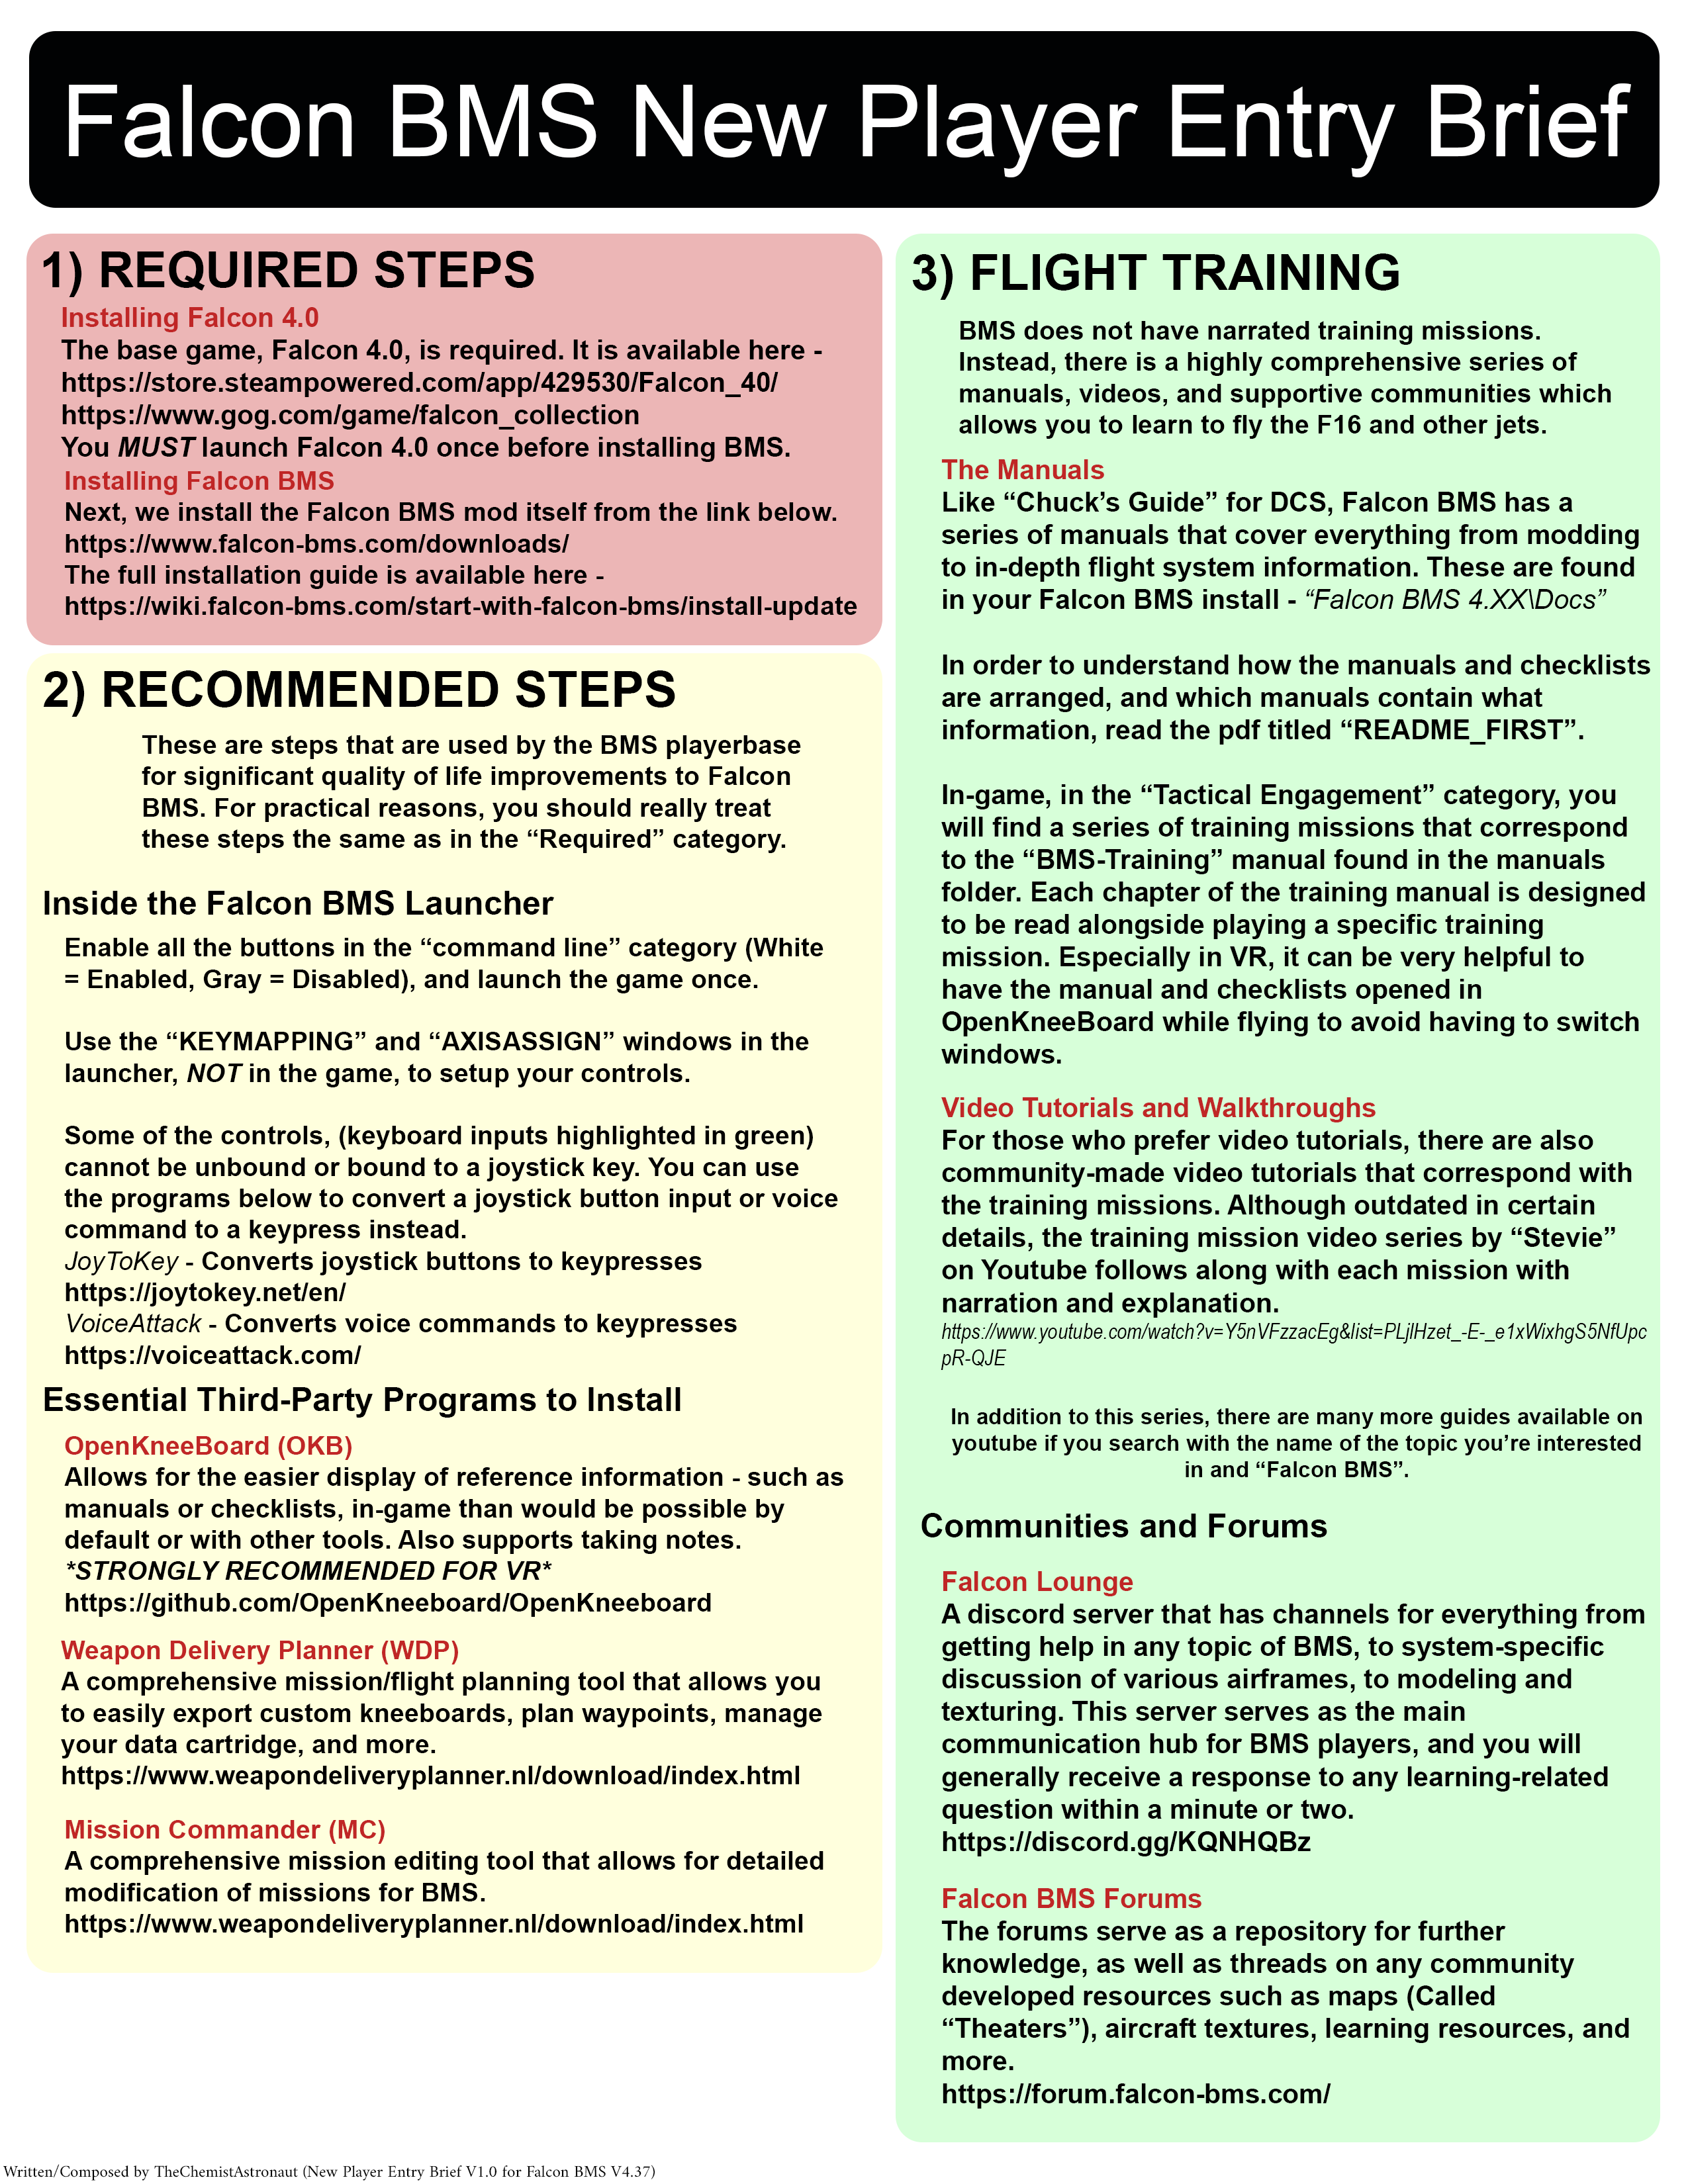 Falcon BMS New Player Entry Brief
1) REQUIRED STEPS
Installing Falcon 4.0
The base game, Falcon 4.0, is required. It is available here -
https://store.steampowered.com/app/429530/Falcon_40/
https://www.gog.com/game/falcon_collection
You MUST launch Falcon 4.0 once before installing BMS.
Installing Falcon BMS
Next, we install the Falcon BMS mod itself from the link below.
https://www.falcon-bms.com/downloads/
The full installation guide is available here -
https://wiki.falcon-bms.com/start-with-falcon-bms/install-update
2) RECOMMENDED STEPS
These are steps that are used by the BMS playerbase
for significant quality of life improvements to Falcon
BMS. For practical reasons, you should really treat
these steps the same as in the “Required” category.
Inside the Falcon BMS Launcher
Enable all the buttons in the “command line” category (White
= Enabled, Gray = Disabled), and launch the game once.
Use the “KEYMAPPING” and “AXISASSIGN” windows in the
launcher, NOT in the game, to setup your controls.
Some of the controls, (keyboard inputs highlighted in green)
cannot be unbound or bound to a joystick key. You can use
the programs below to convert a joystick button input or voice
command to a keypress instead.
JoyToKey - Converts joystick buttons to keypresses
https://joytokey.net/en/
VoiceAttack - Converts voice commands to keypresses
https://voiceattack.com/
Essential Third-Party Programs to Install
OpenKneeBoard (OKB)
Allows for the easier display of reference information - such as
manuals or checklists, in-game than would be possible by
default or with other tools. Also supports taking notes.
*STRONGLY RECOMMENDED FOR VR*
https://github.com/OpenKneeboard/OpenKneeboard
Weapon Delivery Planner (WDP)
A comprehensive mission/flight planning tool that allows you
to easily export custom kneeboards, plan waypoints, manage
your data cartridge, and more.
https://www.weapondeliveryplanner.nl/download/index.html
Mission Commander (MC)
A comprehensive mission editing tool that allows for detailed
modification of missions for BMS.
https://www.weapondeliveryplanner.nl/download/index.html
3) FLIGHT TRAINING
BMS does not have narrated training missions.
Instead, there is a highly comprehensive series of
manuals, videos, and supportive communities which
allows you to learn to fly the F16 and other jets.
The Manuals
Like “Chuck’s Guide” for DCS, Falcon BMS has a
series of manuals that cover everything from modding
to in-depth flight system information. These are found
in your Falcon BMS install - “Falcon BMS 4.XX\Docs”
In order to understand how the manuals and checklists
are arranged, and which manuals contain what
information, read the pdf titled “README_FIRST”.
In-game, in the “Tactical Engagement” category, you
will find a series of training missions that correspond
to the “BMS-Training” manual found in the manuals
folder. Each chapter of the training manual is designed
to be read alongside playing a specific training
mission. Especially in VR, it can be very helpful to
have the manual and checklists opened in
OpenKneeBoard while flying to avoid having to switch
windows.
Video Tutorials and Walkthroughs
For those who prefer video tutorials, there are also
community-made video tutorials that correspond with
the training missions. Although outdated in certain
details, the training mission video series by “Stevie”
on Youtube follows along with each mission with
narration and explanation.
https://www.youtube.com/watch?v=Y5nVFzzacEg&list=PLjlHzet_-E-_e1xWixhgS5NfUpc
pR-QJE
In addition to this series, there are many more guides available on
youtube if you search with the name of the topic you’re interested
in and “Falcon BMS”.
Communities and Forums
Falcon Lounge
A discord server that has channels for everything from
getting help in any topic of BMS, to system-specific
discussion of various airframes, to modeling and
texturing. This server serves as the main
communication hub for BMS players, and you will
generally receive a response to any learning-related
question within a minute or two.
https://discord.gg/KQNHQBz
Falcon BMS Forums
The forums serve as a repository for further
knowledge, as well as threads on any community
developed resources such as maps (Called
“Theaters”), aircraft textures, learning resources, and
more.
https://forum.falcon-bms.com/
Written/Composed by TheChemistAstronaut (New Player Entry Brief V1.0 for Falcon BMS V4.37)